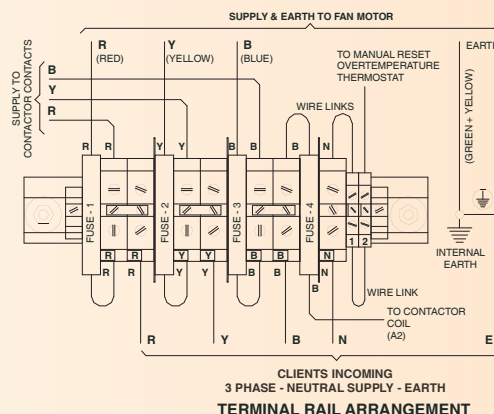 SUPPLY & EARTH TO FAN MOTOR
R
(RED)
Y
(YELLOW)
B
(BLUE)
EARTH
TO MANUAL RESET
OVERTEMPERATURE
THERMOSTAT
SUPPLY TO
CONTACTOR CONTACTS
B
Y
R
(GREEN + YELLOW)
WIRE LINKS
R R Y Y B B B N
FUSE - 1
FUSE - 2
FUSE - 3
FUSE - 4
1 2
R R Y Y B B N
R R Y Y B B B N
INTERNAL
EARTH
WIRE LINK
TO CONTACTOR
COIL
(A2)
R Y B N E
CLIENTS INCOMING
3 PHASE - NEUTRAL SUPPLY - EARTH
TERMINAL RAIL ARRANGEMENT